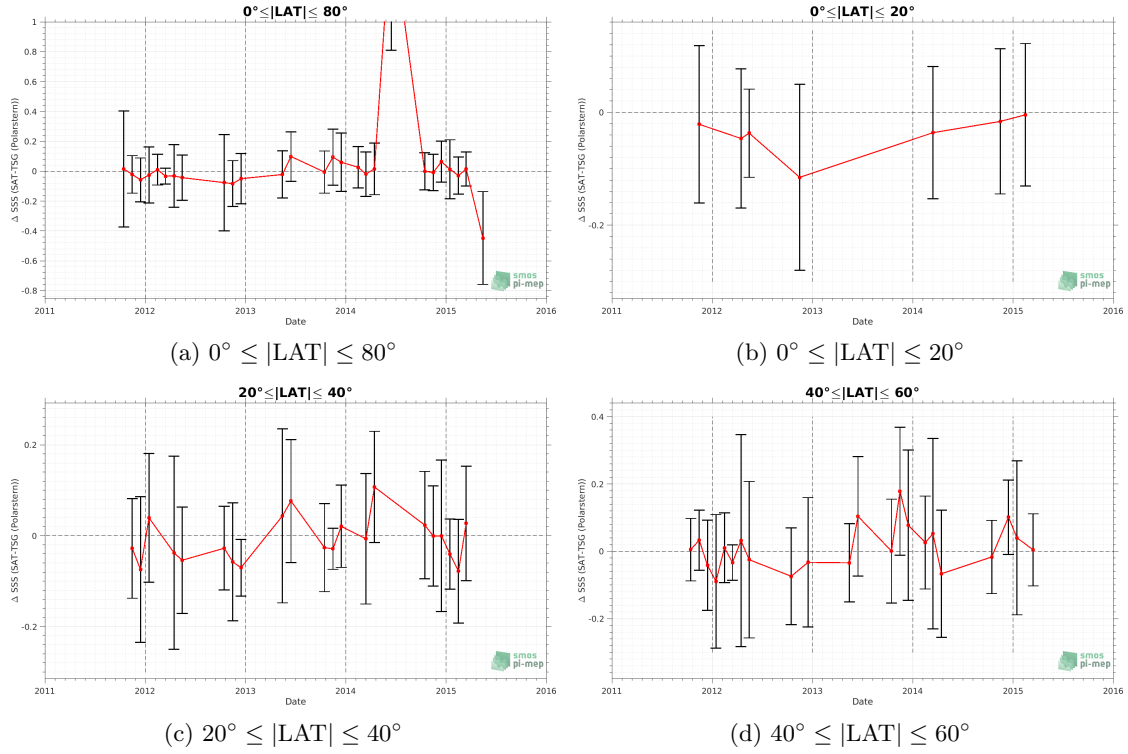 0°≤|LAT|≤ 80°
Δ SSS (SAT-TSG (Polarstern))
1
0.8
0.6
0.4
0.2
0
-0.2
-0.4
-0.6
-0.8
2011 2012 2013 2014 2015 2016
Date
smos
pi-mep
(a) 0° ≤ |LAT| ≤ 80°
0°≤|LAT|≤ 20°
Δ SSS (SAT-TSG (Polarstern))
0
-0.2
2011 2012 2013 2014 2015 2016
Date
smos
pi-mep
(b) 0° ≤ |LAT| ≤ 20°
20°≤|LAT|≤ 40°
Δ SSS (SAT-TSG (Polarstern))
0.2
0
-0.2
2011 2012 2013 2014 2015 2016
Date
smos
pi-mep
(c) 20° ≤ |LAT| ≤ 40°
40°≤|LAT|≤ 60°
Δ SSS (SAT-TSG (Polarstern))
0.4
0.2
0
-0.2
2011 2012 2013 2014 2015 2016
Date
smos
pi-mep
(d) 40° ≤ |LAT| ≤ 60°